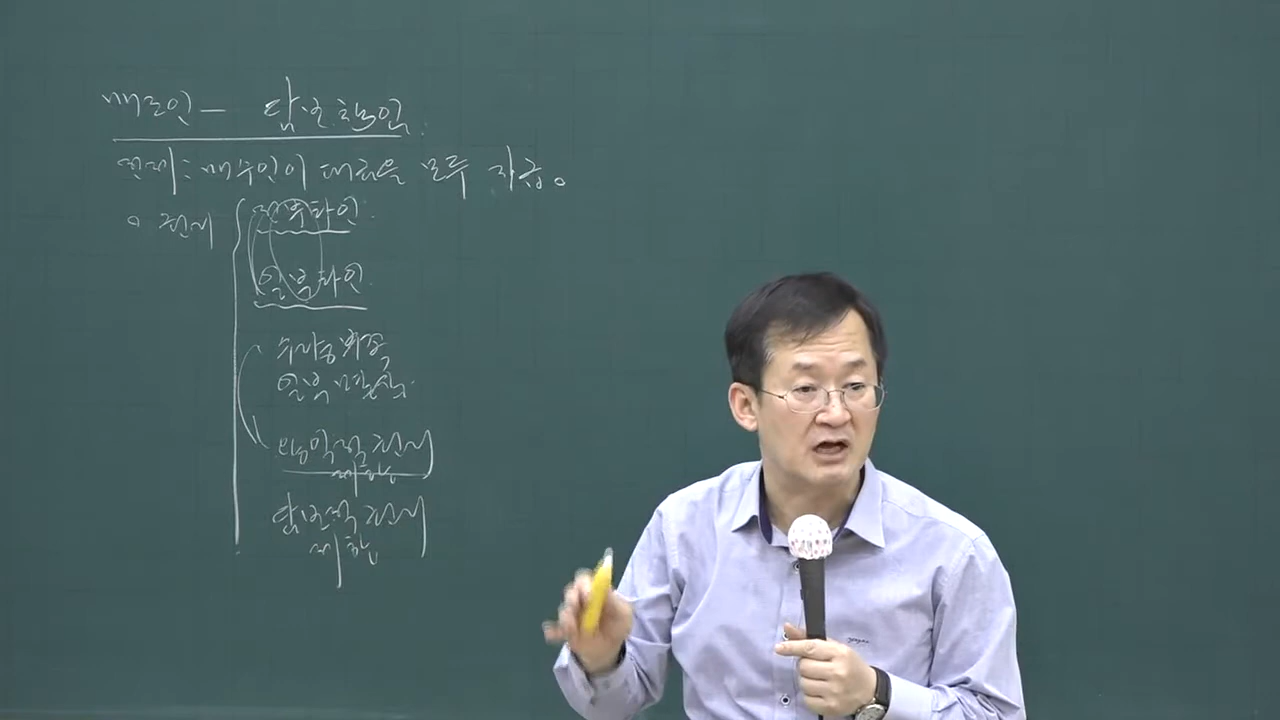 매도인 — 담보책임.
전제: 매수인이 대금을 모두 지급。
o 권리 전부타인.
일부타인.
수량부족,
일부멸실.
용익적 권리
제한
담보적 권리
제한